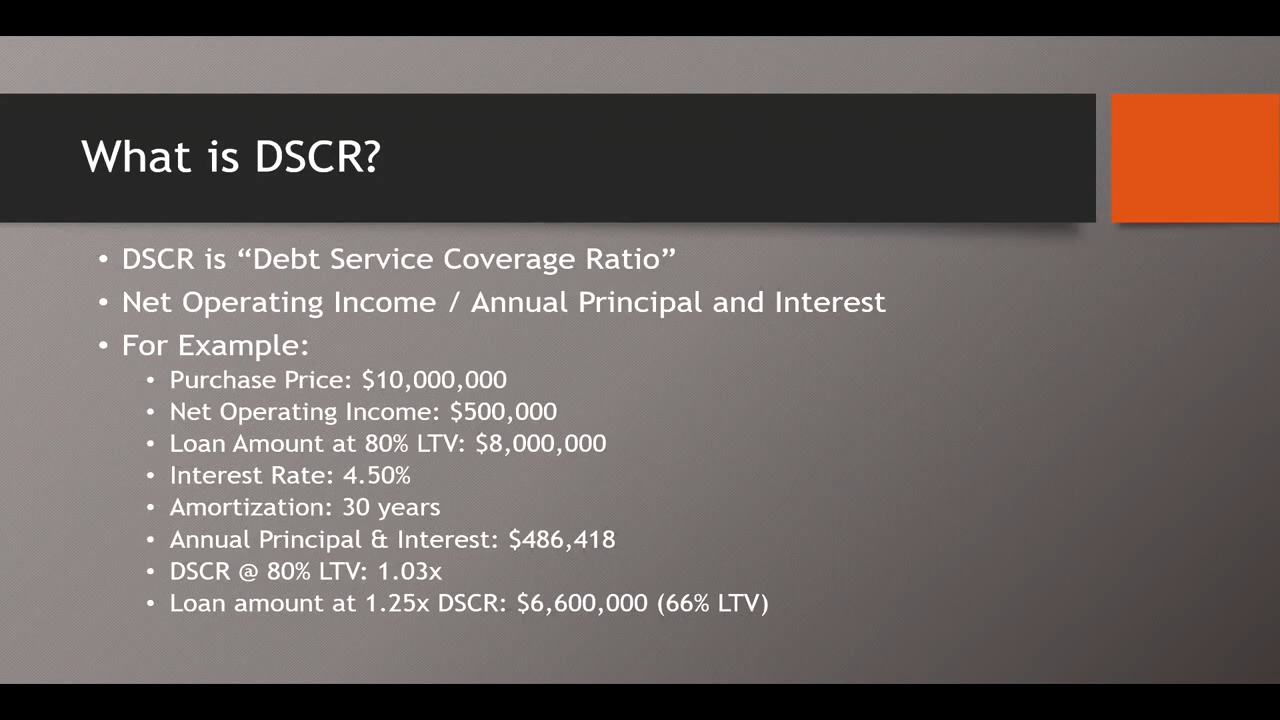 What is DSCR?
• DSCR is “Debt Service Coverage Ratio”
• Net Operating Income / Annual Principal and Interest
• For Example:
• Purchase Price: $10,000,000
• Net Operating Income: $500,000
• Loan Amount at 80% LTV: $8,000,000
• Interest Rate: 4.50%
• Amortization: 30 years
• Annual Principal & Interest: $486,418
• DSCR @ 80% LTV: 1.03x
• Loan amount at 1.25x DSCR: $6,600,000 (66% LTV)